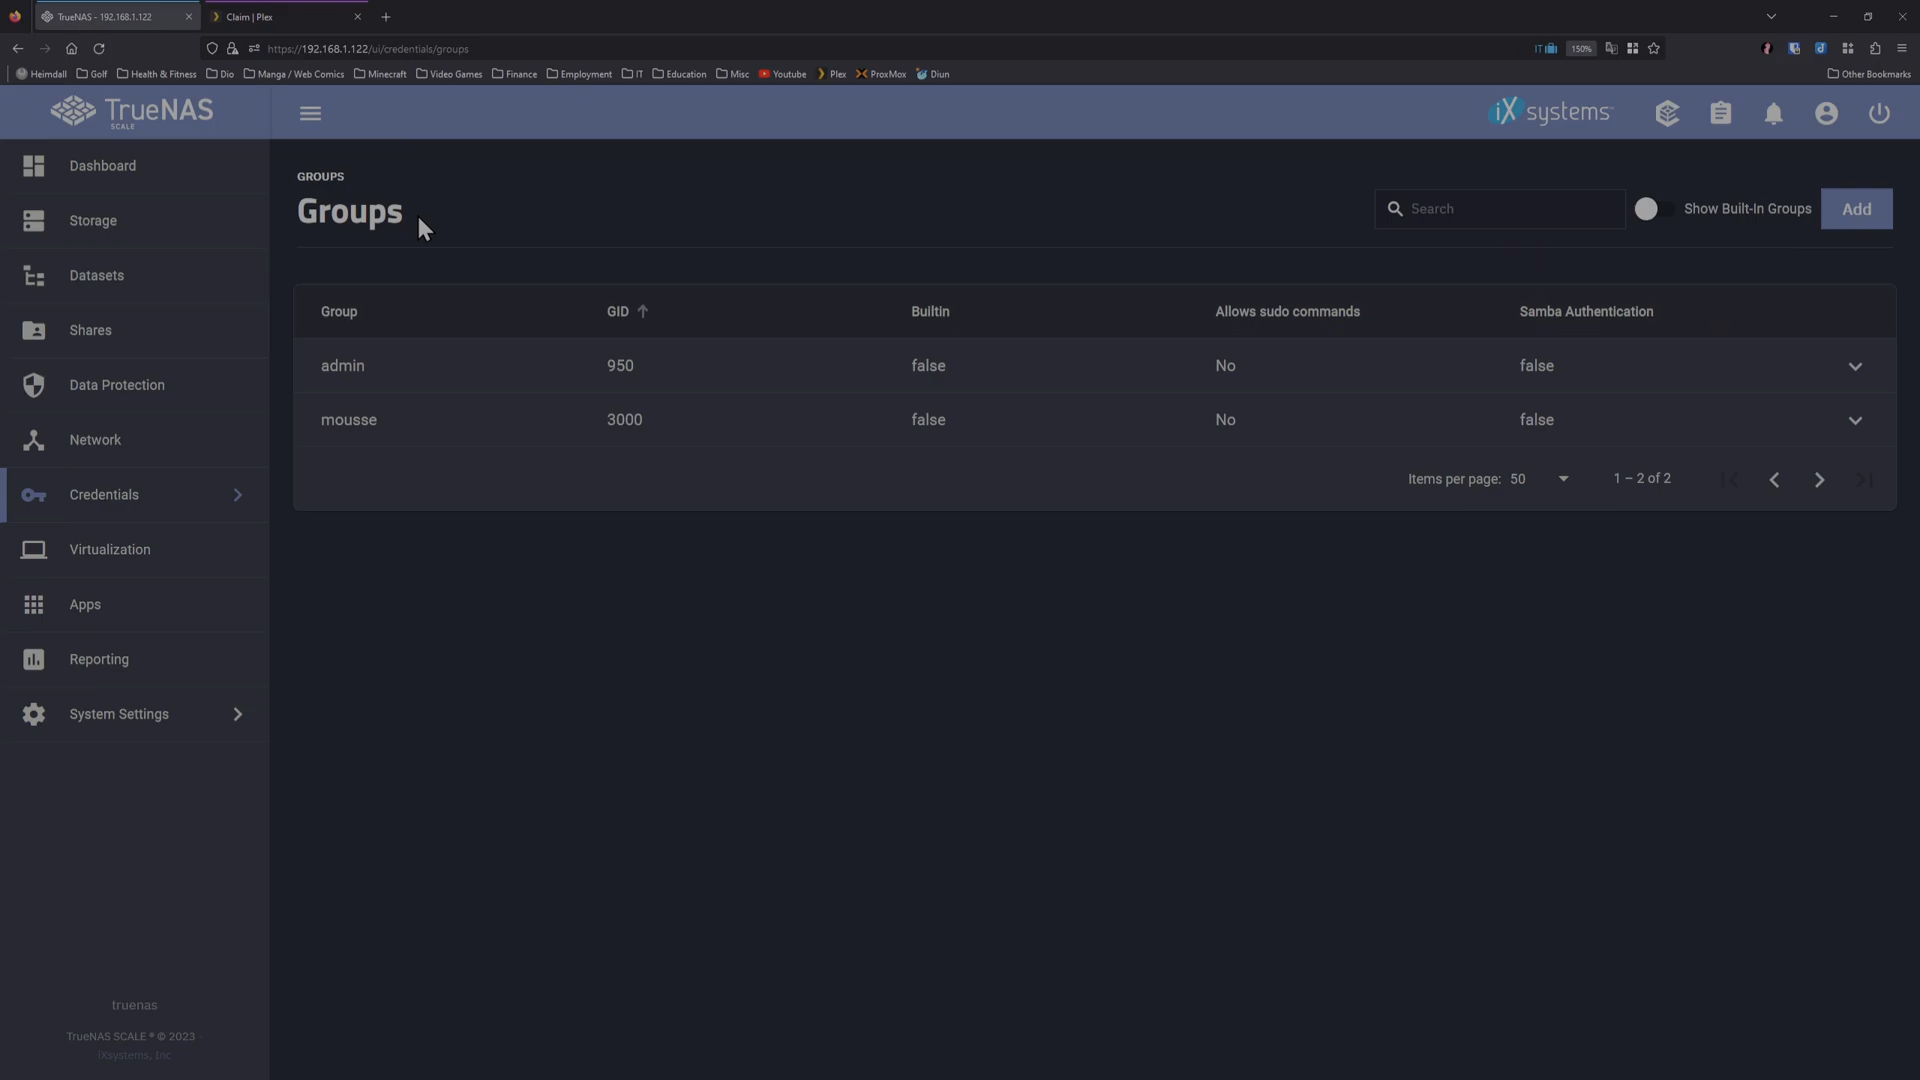 TrueNAS - 192.168.1.122
Claim | Plex
https://192.168.1.122/ui/credentials/groups
IT
150%
Heimdall
Golf
Health & Fitness
Dio
Manga / Web Comics
Minecraft
Video Games
Finance
Employment
IT
Education
Misc
Youtube
Plex
ProxMox
Diun
Other Bookmarks
TrueNAS
SCALE
iXsystems™
Dashboard
Storage
Datasets
Shares
Data Protection
Network
Credentials
Virtualization
Apps
Reporting
System Settings
truenas
TrueNAS SCALE ® © 2023 -
iXsystems, Inc
GROUPS
Groups
Search
Show Built-In Groups
Add
Group GID Builtin Allows sudo commands Samba Authentication
admin 950 false No false
mousse 3000 false No false
Items per page: 50 1 – 2 of 2